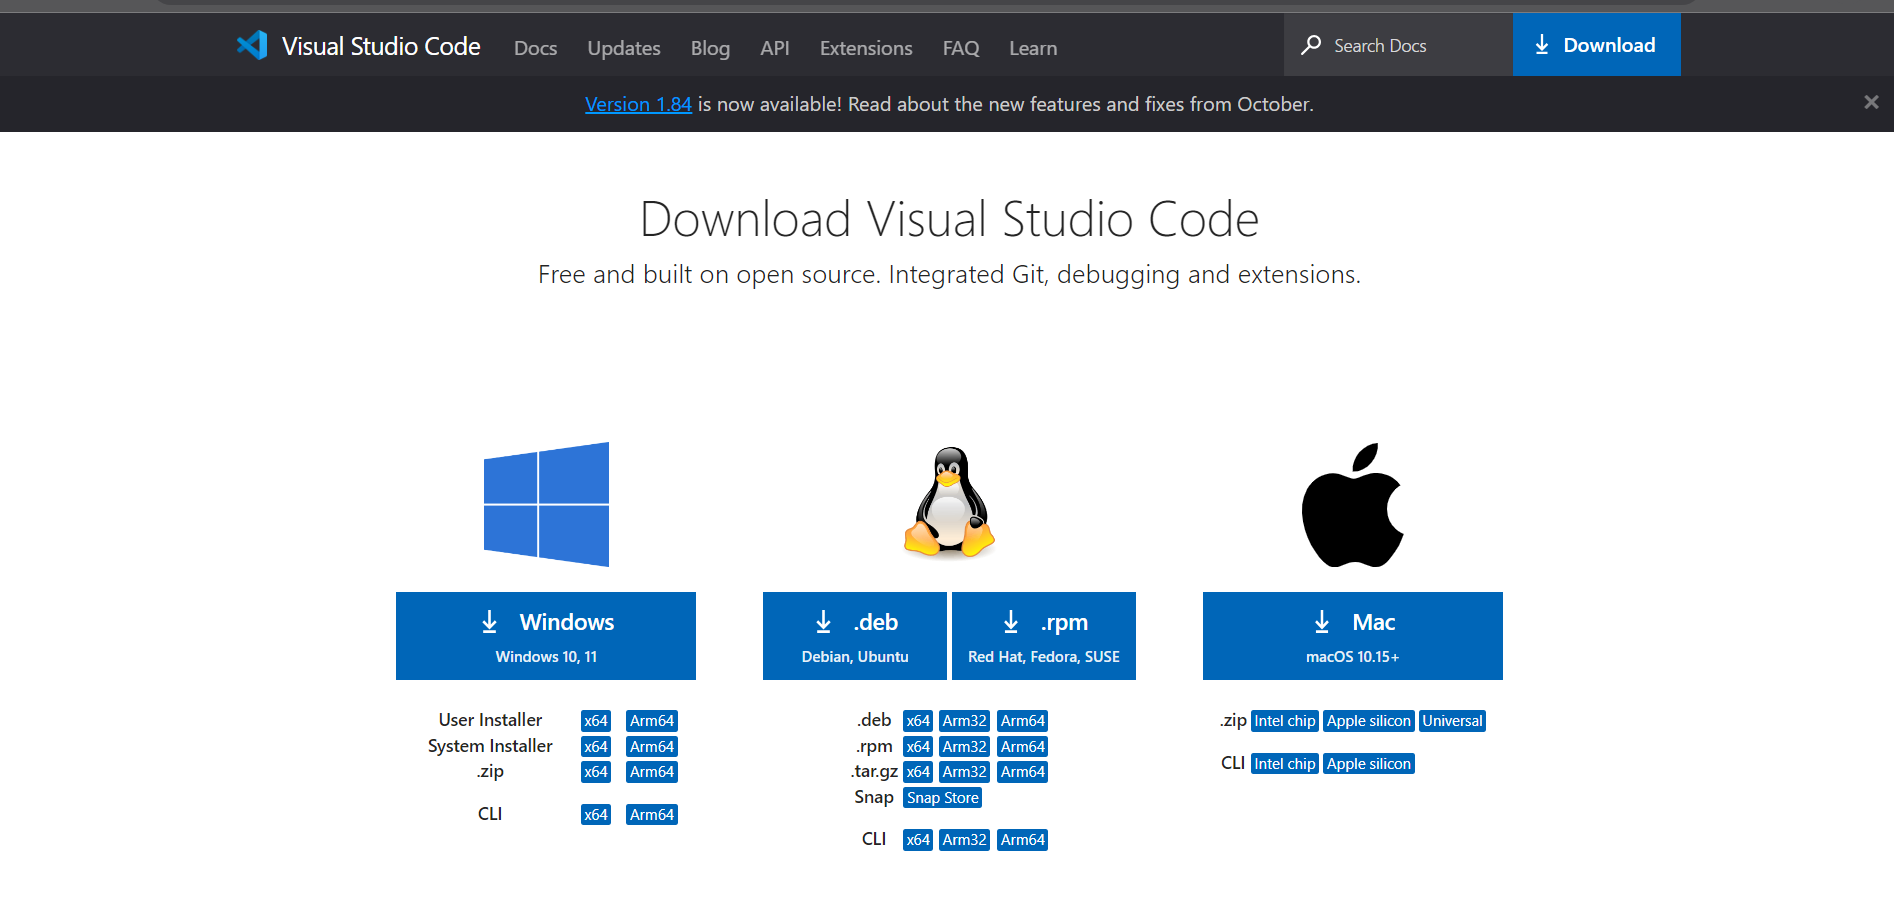 Visual Studio Code Docs Updates Blog API Extensions FAQ Learn Search Docs Download
Version 1.84 is now available! Read about the new features and fixes from October.
Download Visual Studio Code
Free and built on open source. Integrated Git, debugging and extensions.
Windows
Windows 10, 11
User Installer x64 Arm64
System Installer x64 Arm64
.zip x64 Arm64
CLI x64 Arm64
.deb
Debian, Ubuntu
.rpm
Red Hat, Fedora, SUSE
.deb x64 Arm32 Arm64
.rpm x64 Arm32 Arm64
.tar.gz x64 Arm32 Arm64
Snap Snap Store
CLI x64 Arm32 Arm64
Mac
macOS 10.15+
.zip Intel chip Apple silicon Universal
CLI Intel chip Apple silicon